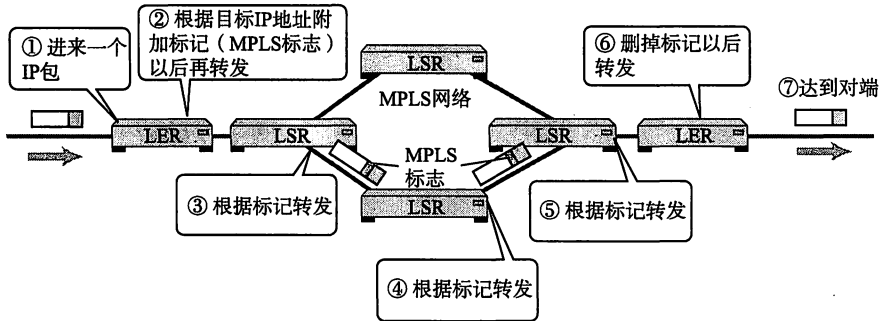 ① 进来一个
IP包
② 根据目标IP地址附
加标记（MPLS标志）
以后再转发
LSR
MPLS网络
⑥ 删掉标记以后
转发
⑦达到对端
LER
LSR
LSR
LER
MPLS
标志
③ 根据标记转发
LSR
⑤ 根据标记转发
④ 根据标记转发